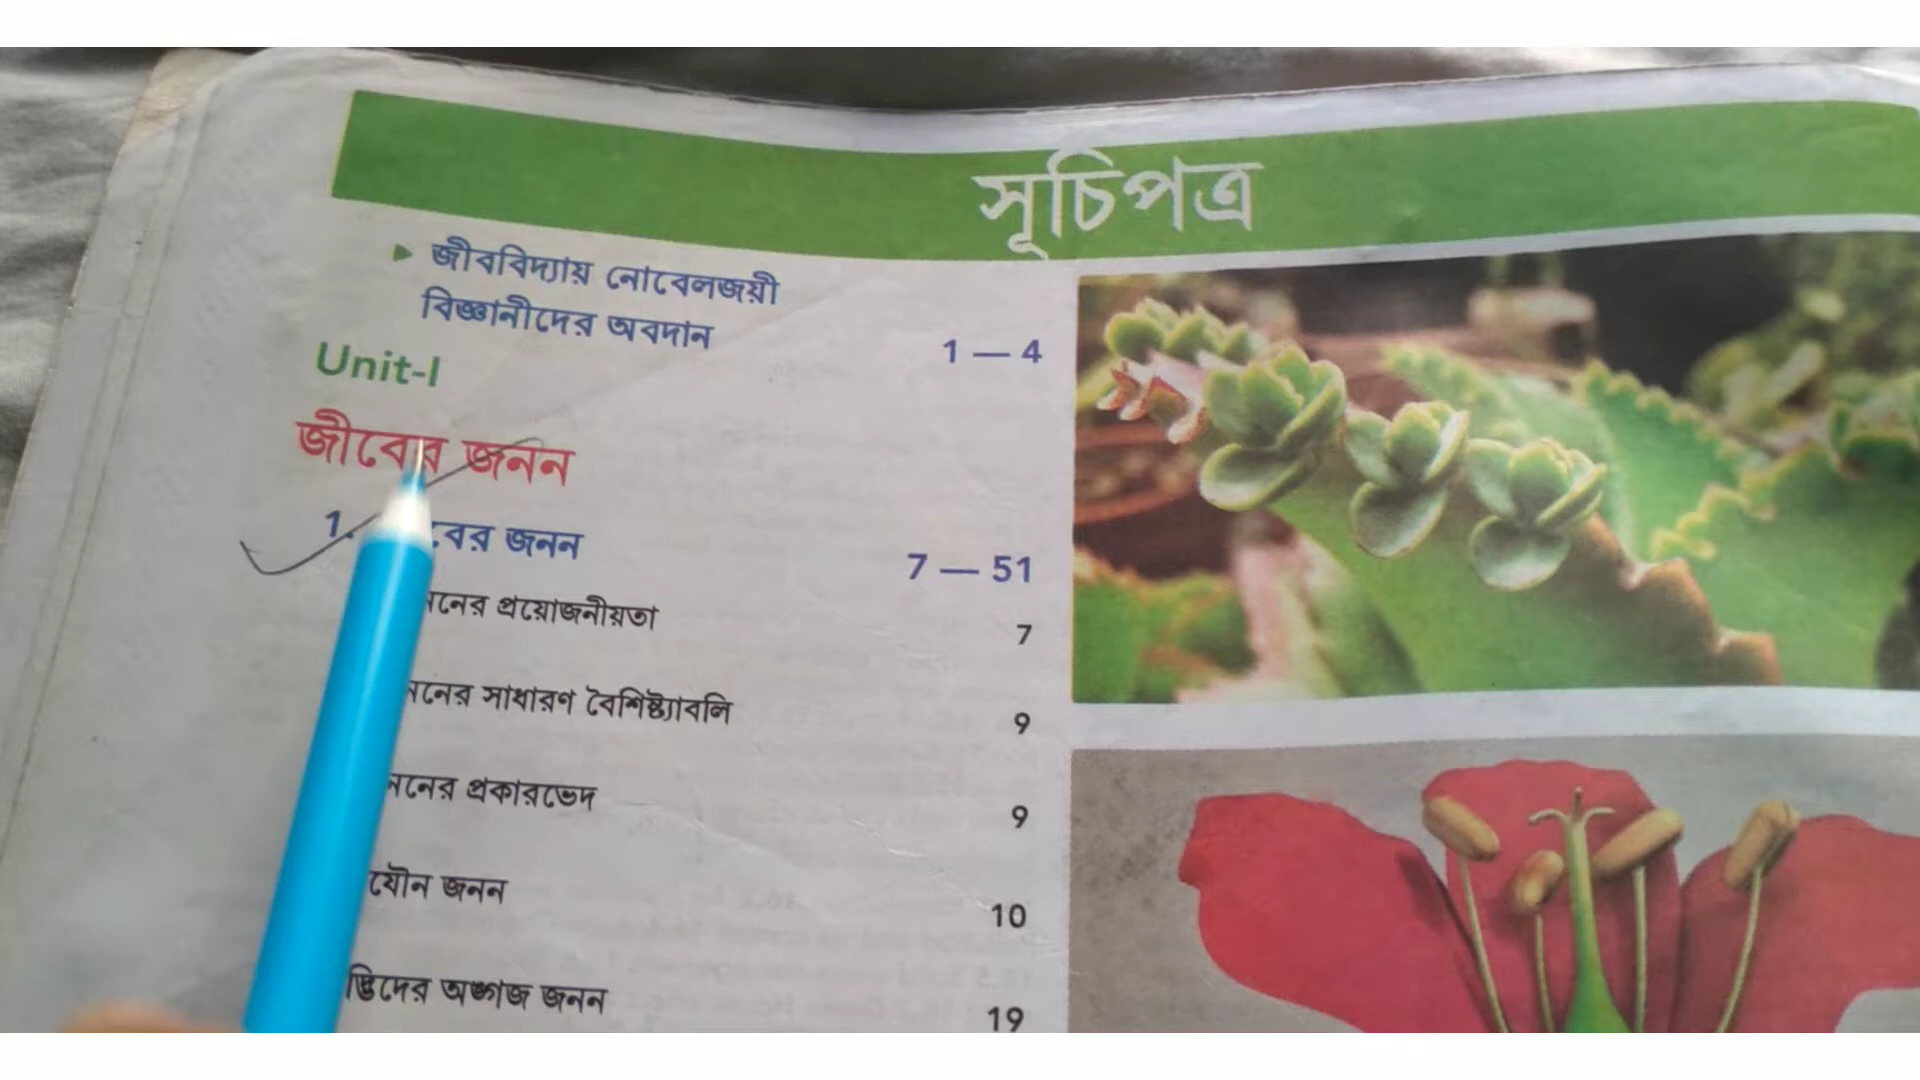 সূচিপত্র
জীববিদ্যায় নোবেলজয়ী
বিজ্ঞানীদের অবদান 1 — 4
Unit-I
জীবের জনন
1. বের জনন 7 — 51
নের প্রয়োজনীয়তা 7
নের সাধারণ বৈশিষ্ট্যাবলি 9
নের প্রকারভেদ 9
যৌন জনন 10
দ্ভিদের অঙ্গজ জনন 19